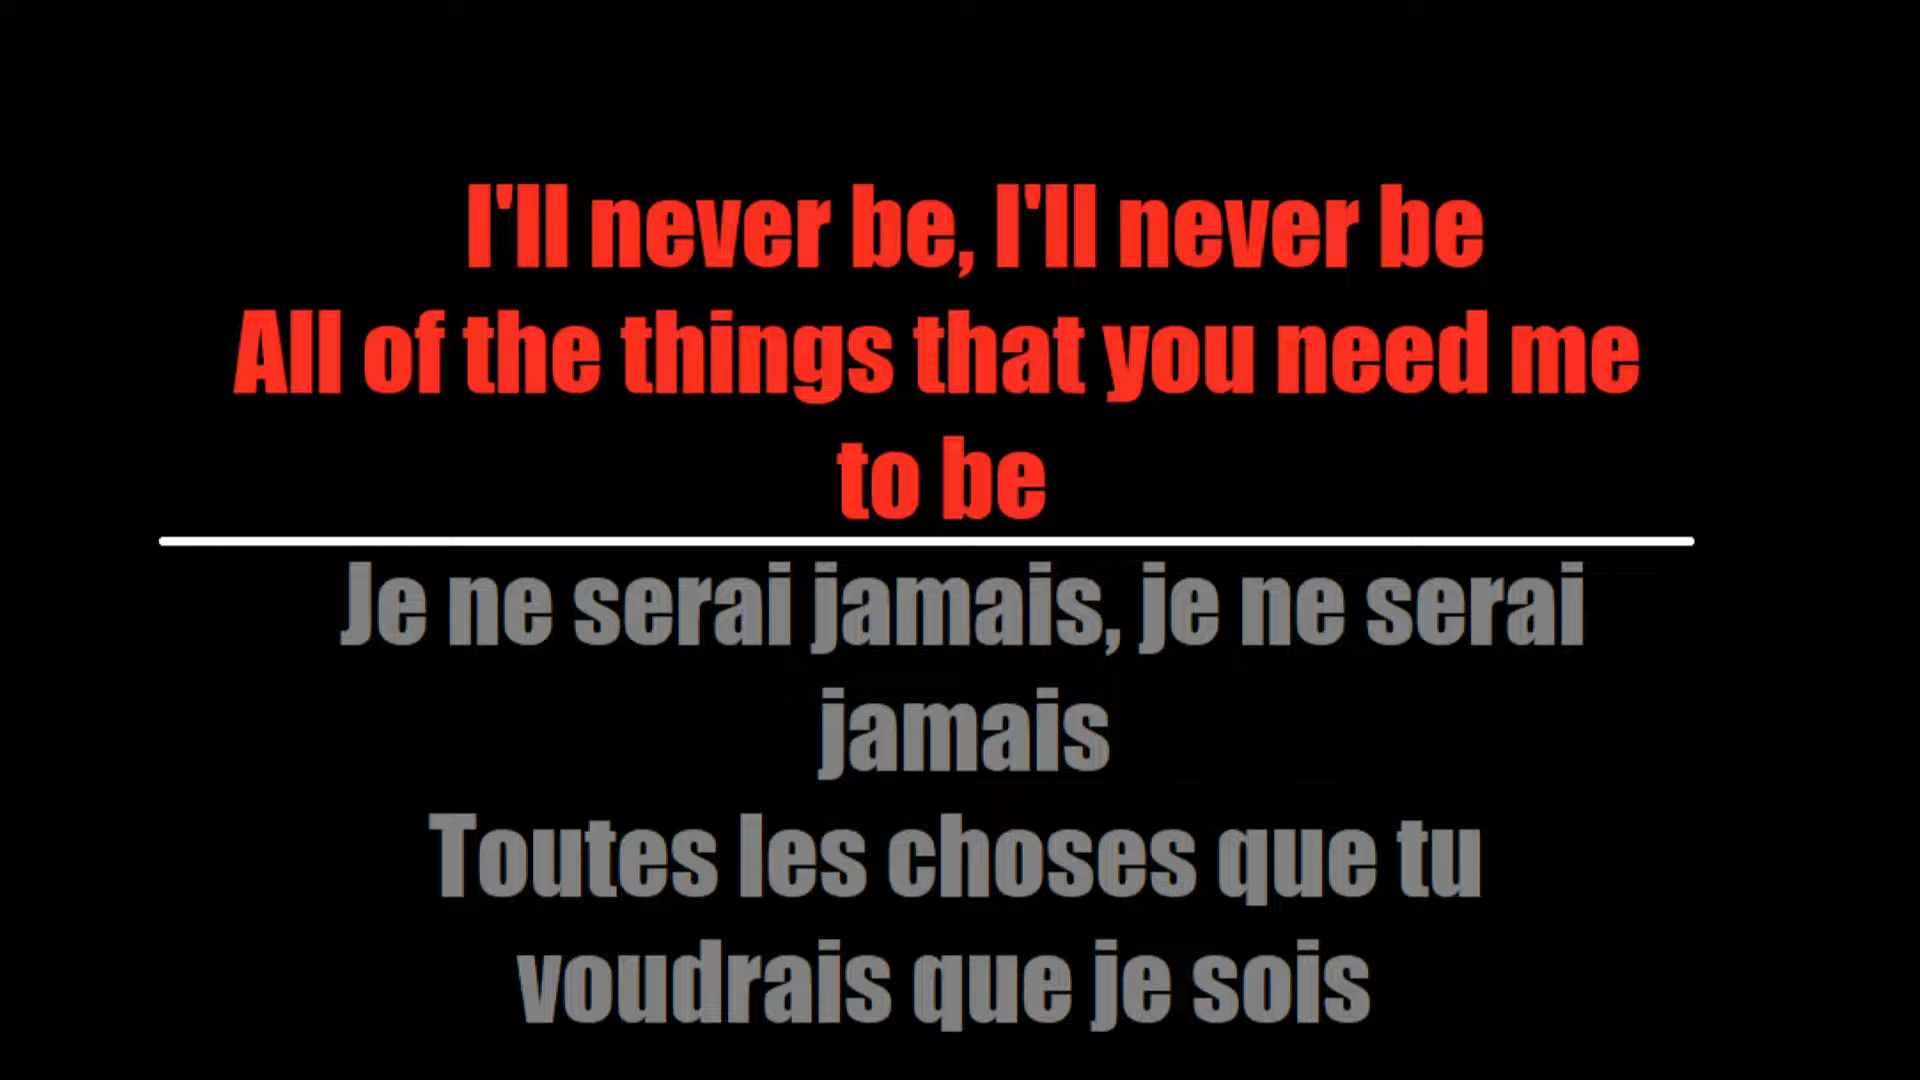 I'll never be, I'll never be
All of the things that you need me
to be
Je ne serai jamais, je ne serai
jamais
Toutes les choses que tu
voudrais que je sois